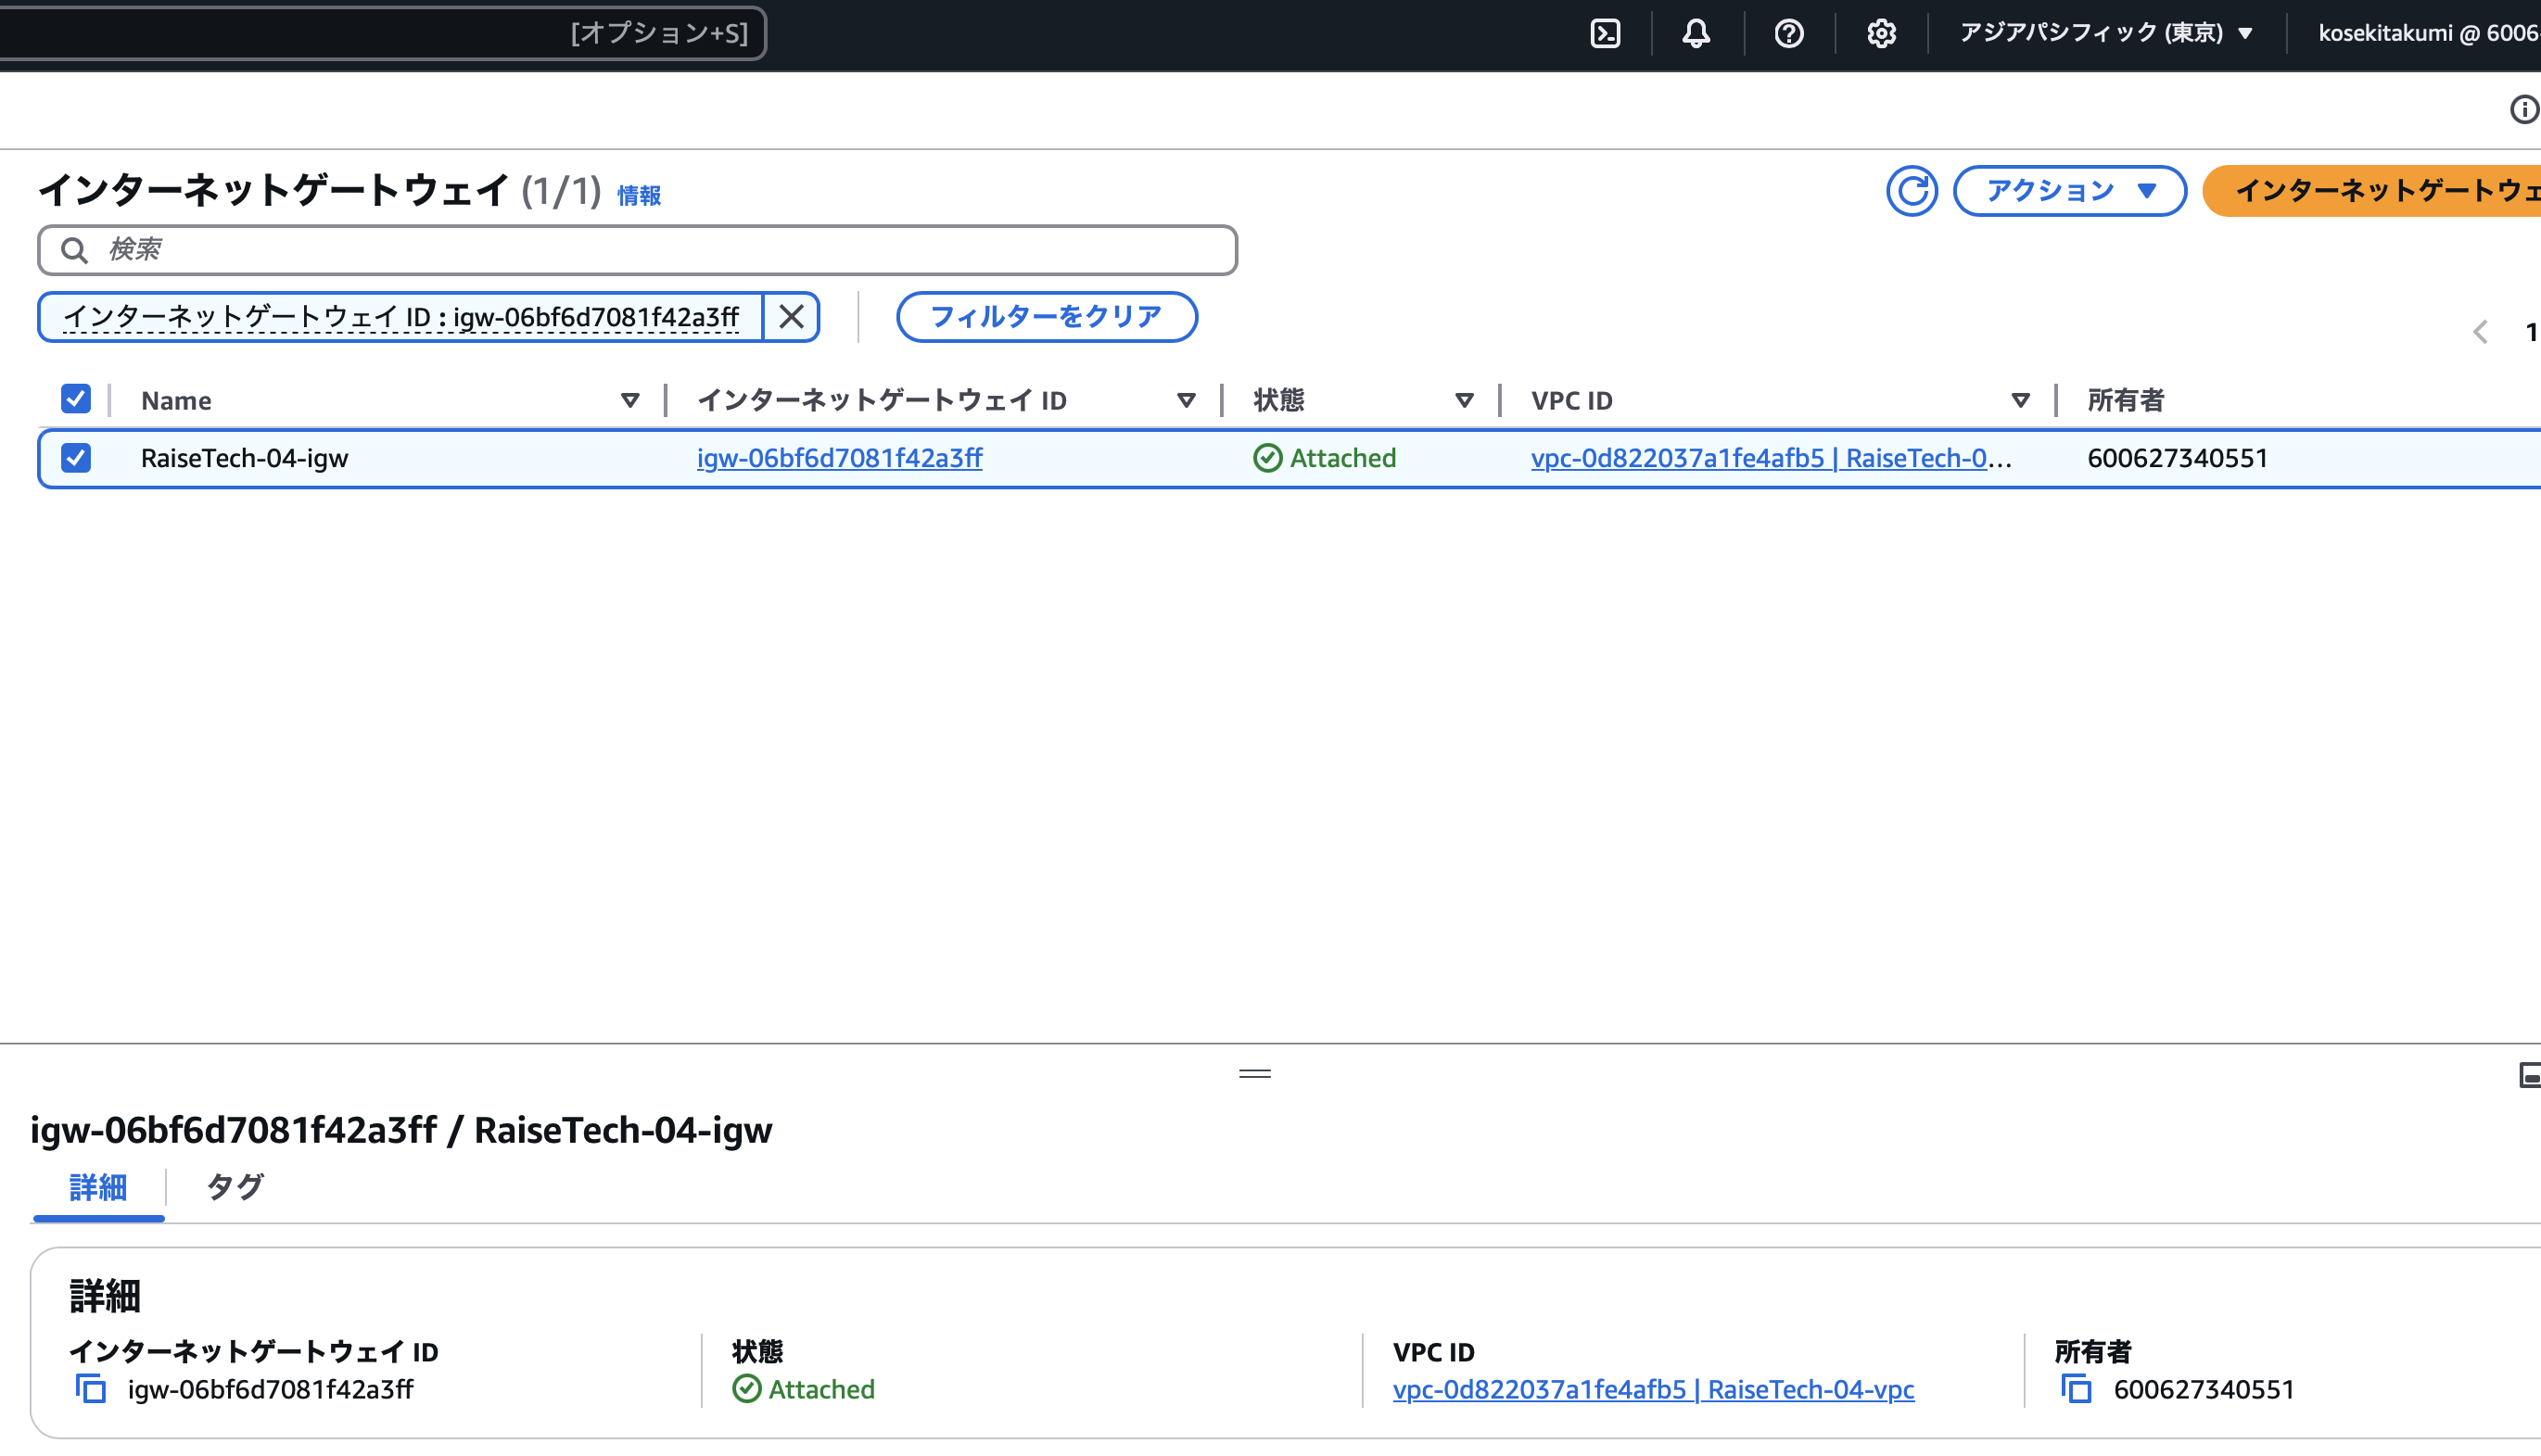 [オプション+S]
アジアパシフィック (東京)
kosekitakumi @ 6006
インターネットゲートウェイ (1/1) 情報
アクション
インターネットゲートウェ
検索
インターネットゲートウェイ ID : igw-06bf6d7081f42a3ff
フィルターをクリア
1
Name
インターネットゲートウェイ ID
状態
VPC ID
所有者
RaiseTech-04-igw
igw-06bf6d7081f42a3ff
Attached
vpc-0d822037a1fe4afb5 | RaiseTech-0…
600627340551
igw-06bf6d7081f42a3ff / RaiseTech-04-igw
詳細
タグ
詳細
インターネットゲートウェイ ID
igw-06bf6d7081f42a3ff
状態
Attached
VPC ID
vpc-0d822037a1fe4afb5 | RaiseTech-04-vpc
所有者
600627340551